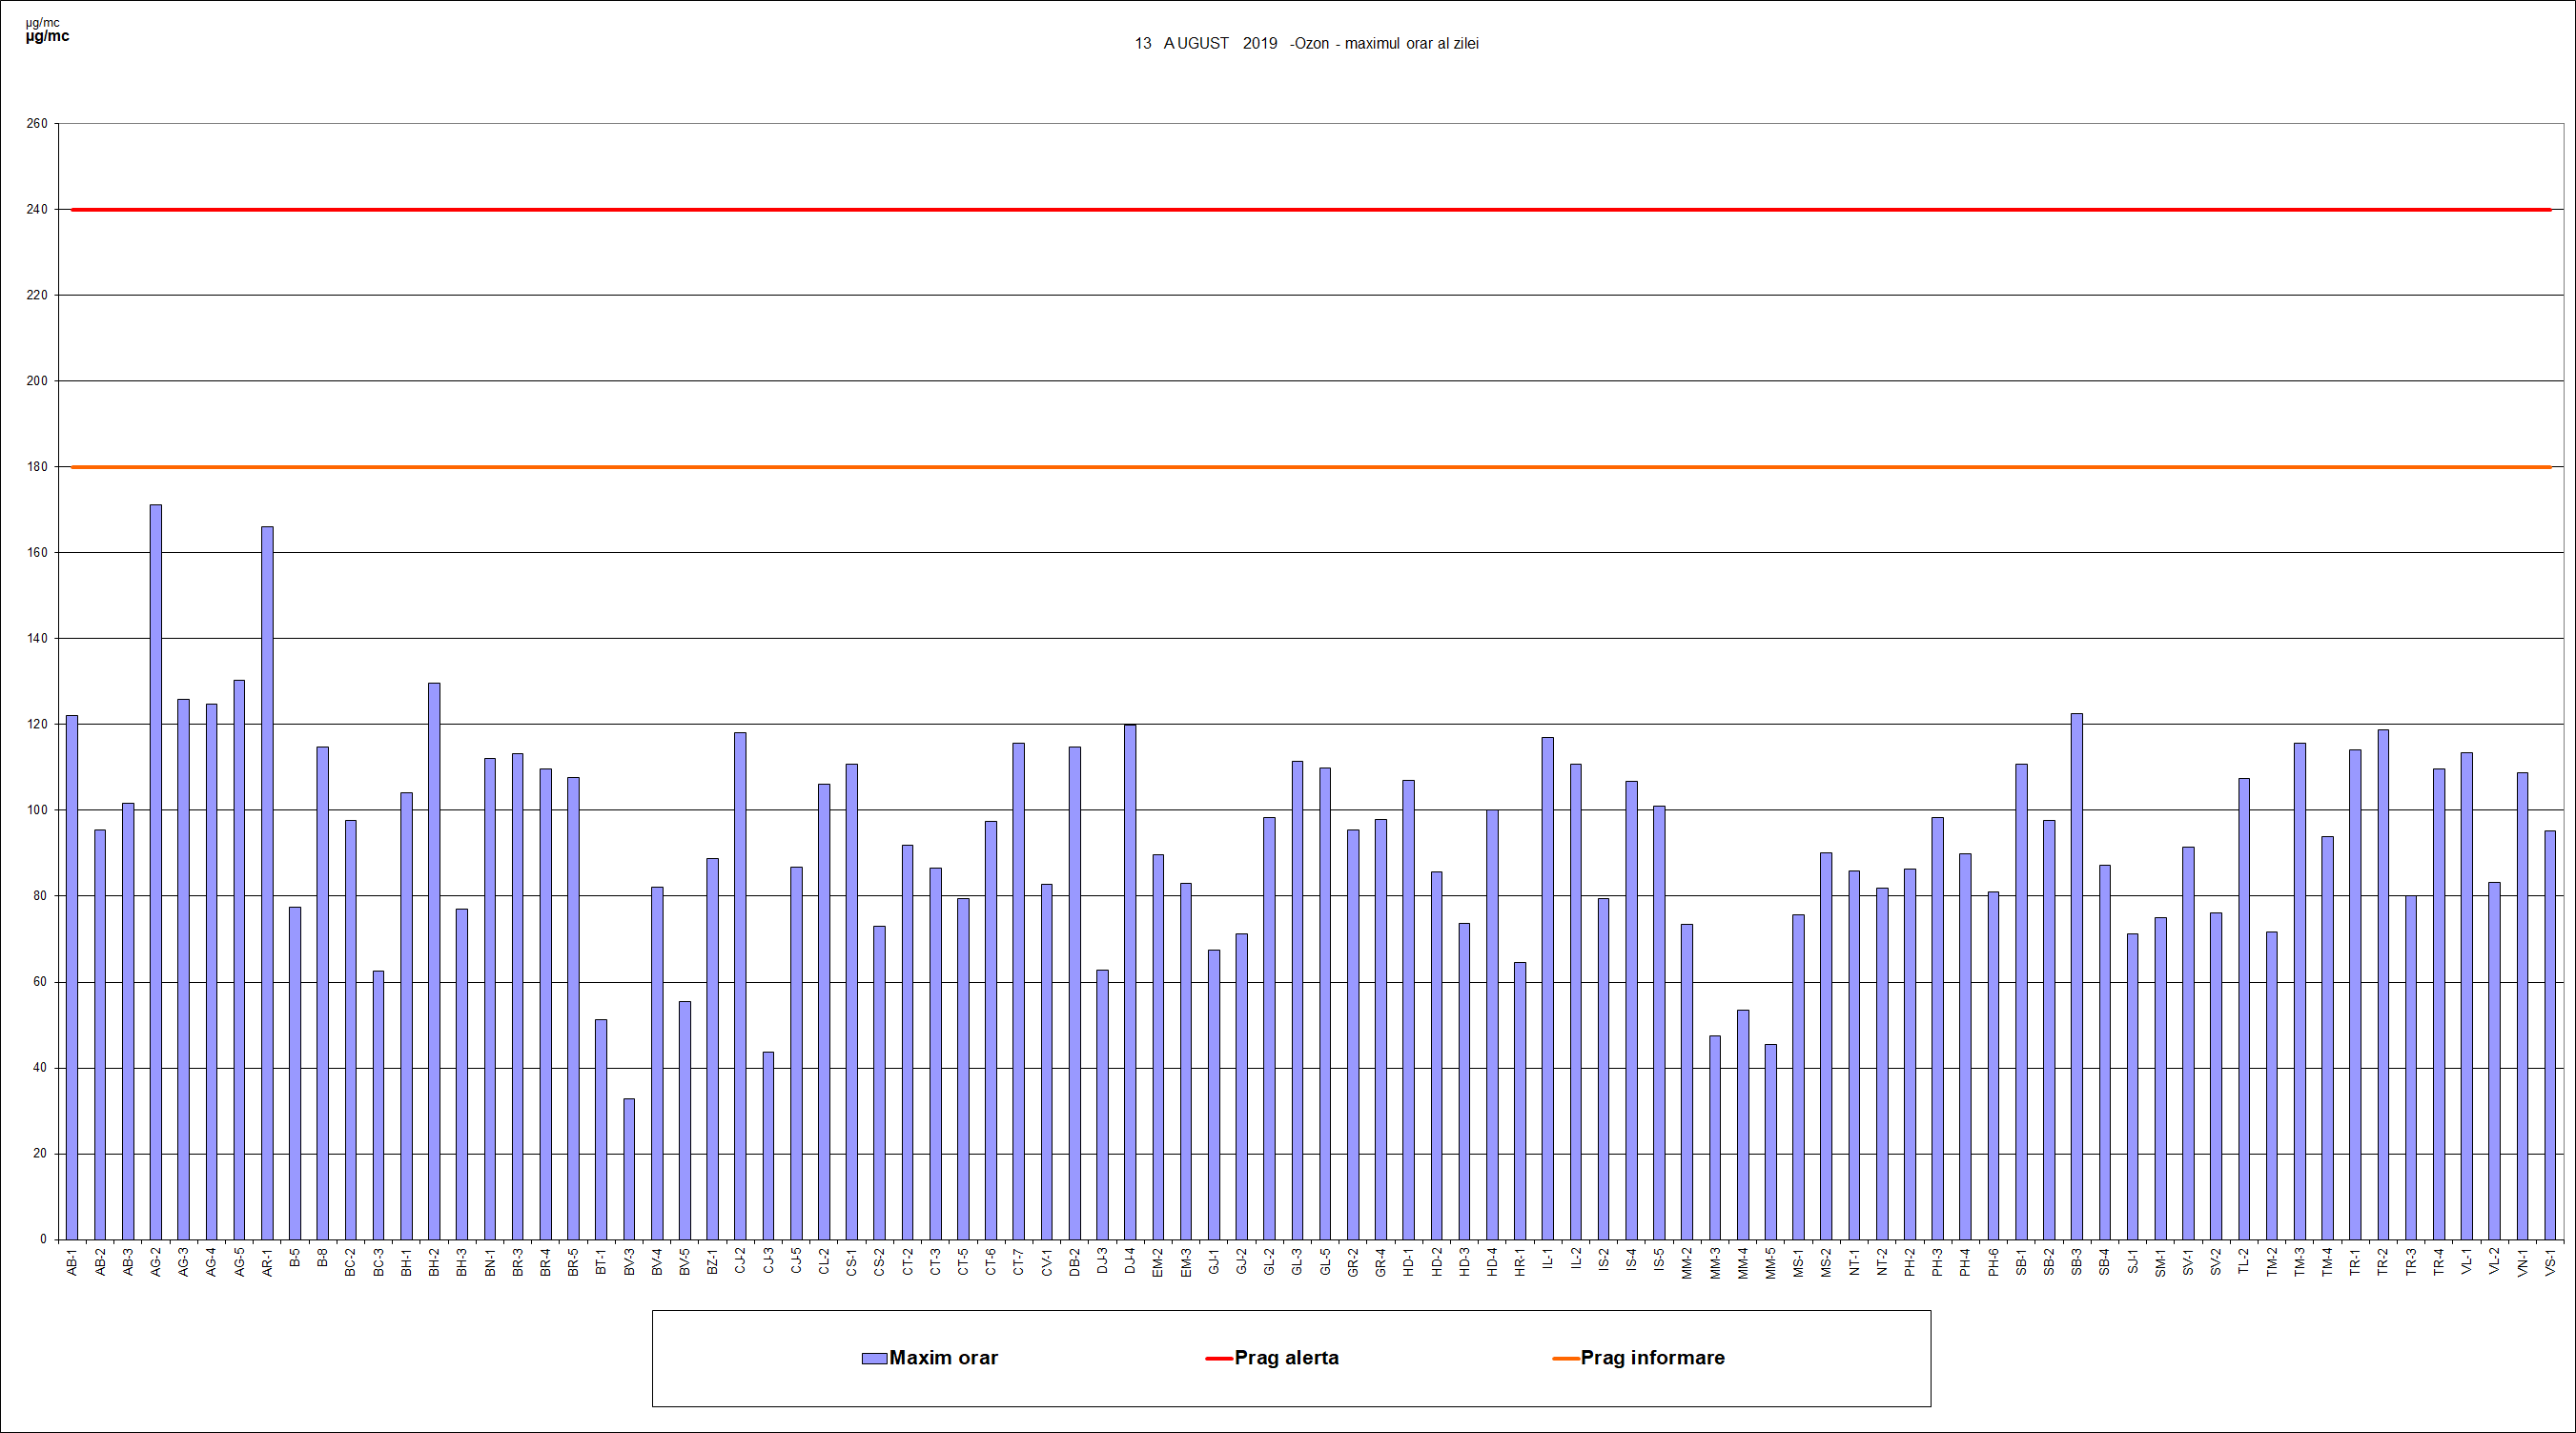 µg/mc
µg/mc
13 AUGUST 2019 -Ozon - maximul orar al zilei
260
240
220
200
180
160
140
120
100
80
60
40
20
0
AB-1
AB-2
AB-3
AG-2
AG-3
AG-4
AG-5
AR-1
B-5
B-8
BC-2
BC-3
BH-1
BH-2
BH-3
BN-1
BR-3
BR-4
BR-5
BT-1
BV-3
BV-4
BV-5
BZ-1
CJ-2
CJ-3
CJ-5
CL-2
CS-1
CS-2
CT-2
CT-3
CT-5
CT-6
CT-7
CV-1
DB-2
DJ-3
DJ-4
EM-2
EM-3
GJ-1
GJ-2
GL-2
GL-3
GL-5
GR-2
GR-4
HD-1
HD-2
HD-3
HD-4
HR-1
IL-1
IL-2
IS-2
IS-4
IS-5
MM-2
MM-3
MM-4
MM-5
MS-1
MS-2
NT-1
NT-2
PH-2
PH-3
PH-4
PH-6
SB-1
SB-2
SB-3
SB-4
SJ-1
SM-1
SV-1
SV-2
TL-2
TM-2
TM-3
TM-4
TR-1
TR-2
TR-3
TR-4
VL-1
VL-2
VN-1
VS-1
Maxim orar
Prag alerta
Prag informare